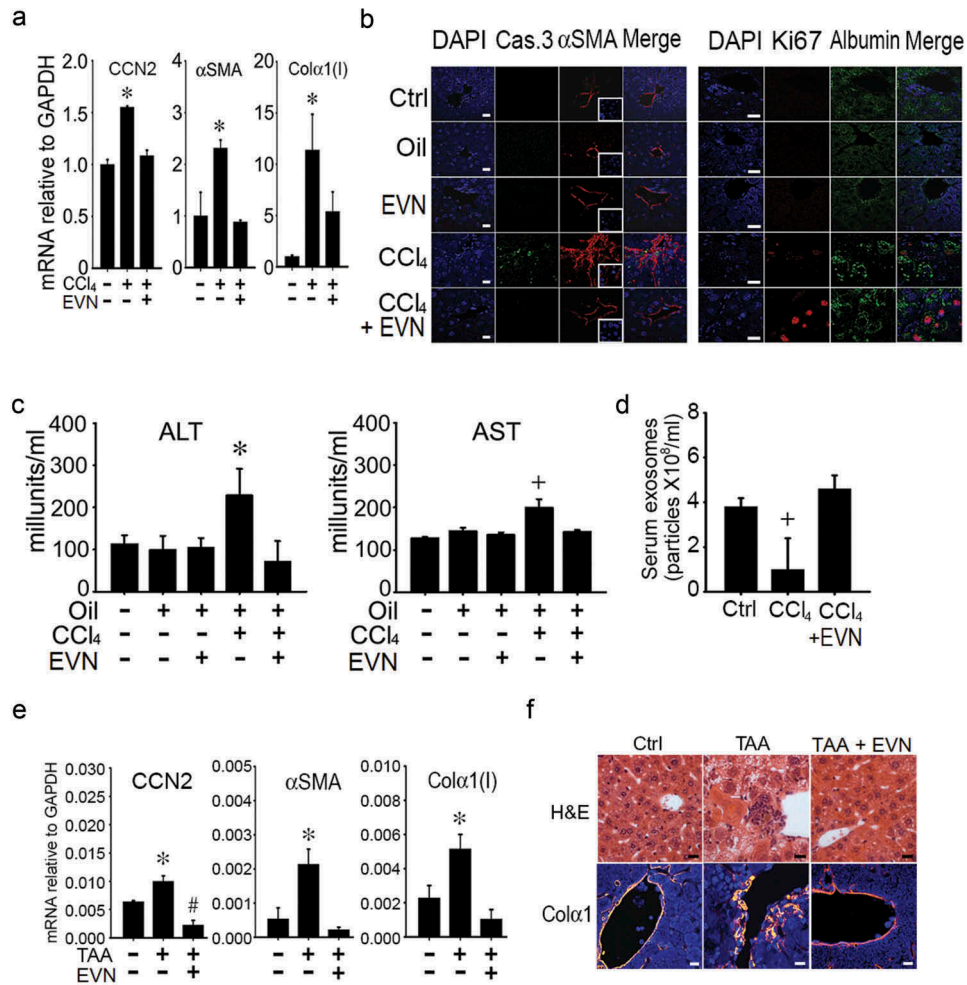 a
CCN2 αSMA Colα1(I)
mRNA relative to GAPDH
2.0 4 20
1.5 3 15
1.0 2 10
0.5 1 5
0.0 0 0
* * *
CCl₄ - + + - + + - + +
EVN - - + - - + - - +
b
DAPI Cas.3 αSMA Merge DAPI Ki67 Albumin Merge
Ctrl
Oil
EVN
CCl₄
CCl₄
+ EVN
c
ALT
millunits/ml
400
300
200
100
0
*
Oil - + + + +
CCl₄ - - - + +
EVN - - + - +
AST
millunits/ml
400
300
200
100
0
+
Oil - + + + +
CCl₄ - - - + +
EVN - - + - +
d
Serum exosomes
(particles X10⁸/ml)
8
6
4
2
0
+
Ctrl CCl₄ CCl₄
+EVN
e
CCN2 αSMA Colα1(I)
mRNA relative to GAPDH
0.030 0.005 0.010
0.025 0.004 0.008
0.020 0.003 0.006
0.015 0.002 0.004
0.010 0.001 0.002
0.005 0.000 0.000
0.000
* # * *
TAA - + + - + + - + +
EVN - - + - - + - - +
f
Ctrl TAA TAA + EVN
H&E
Colα1